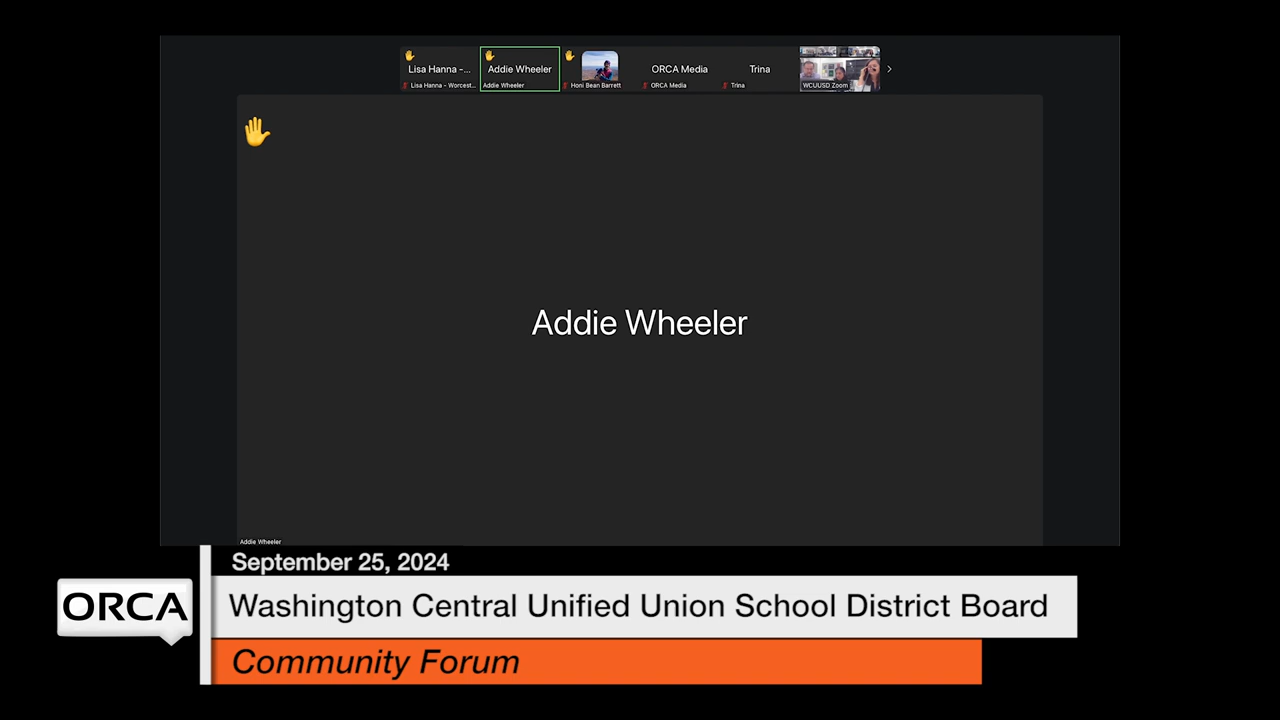 Lisa Hanna -...
Addie Wheeler
ORCA Media
Trina
Lisa Hanna - Worcest...
Addie Wheeler
Honi Bean Barrett
ORCA Media
Trina
WCUUSD Zoom
Addie Wheeler
Addie Wheeler
September 25, 2024
ORCA
Washington Central Unified Union School District Board
Community Forum